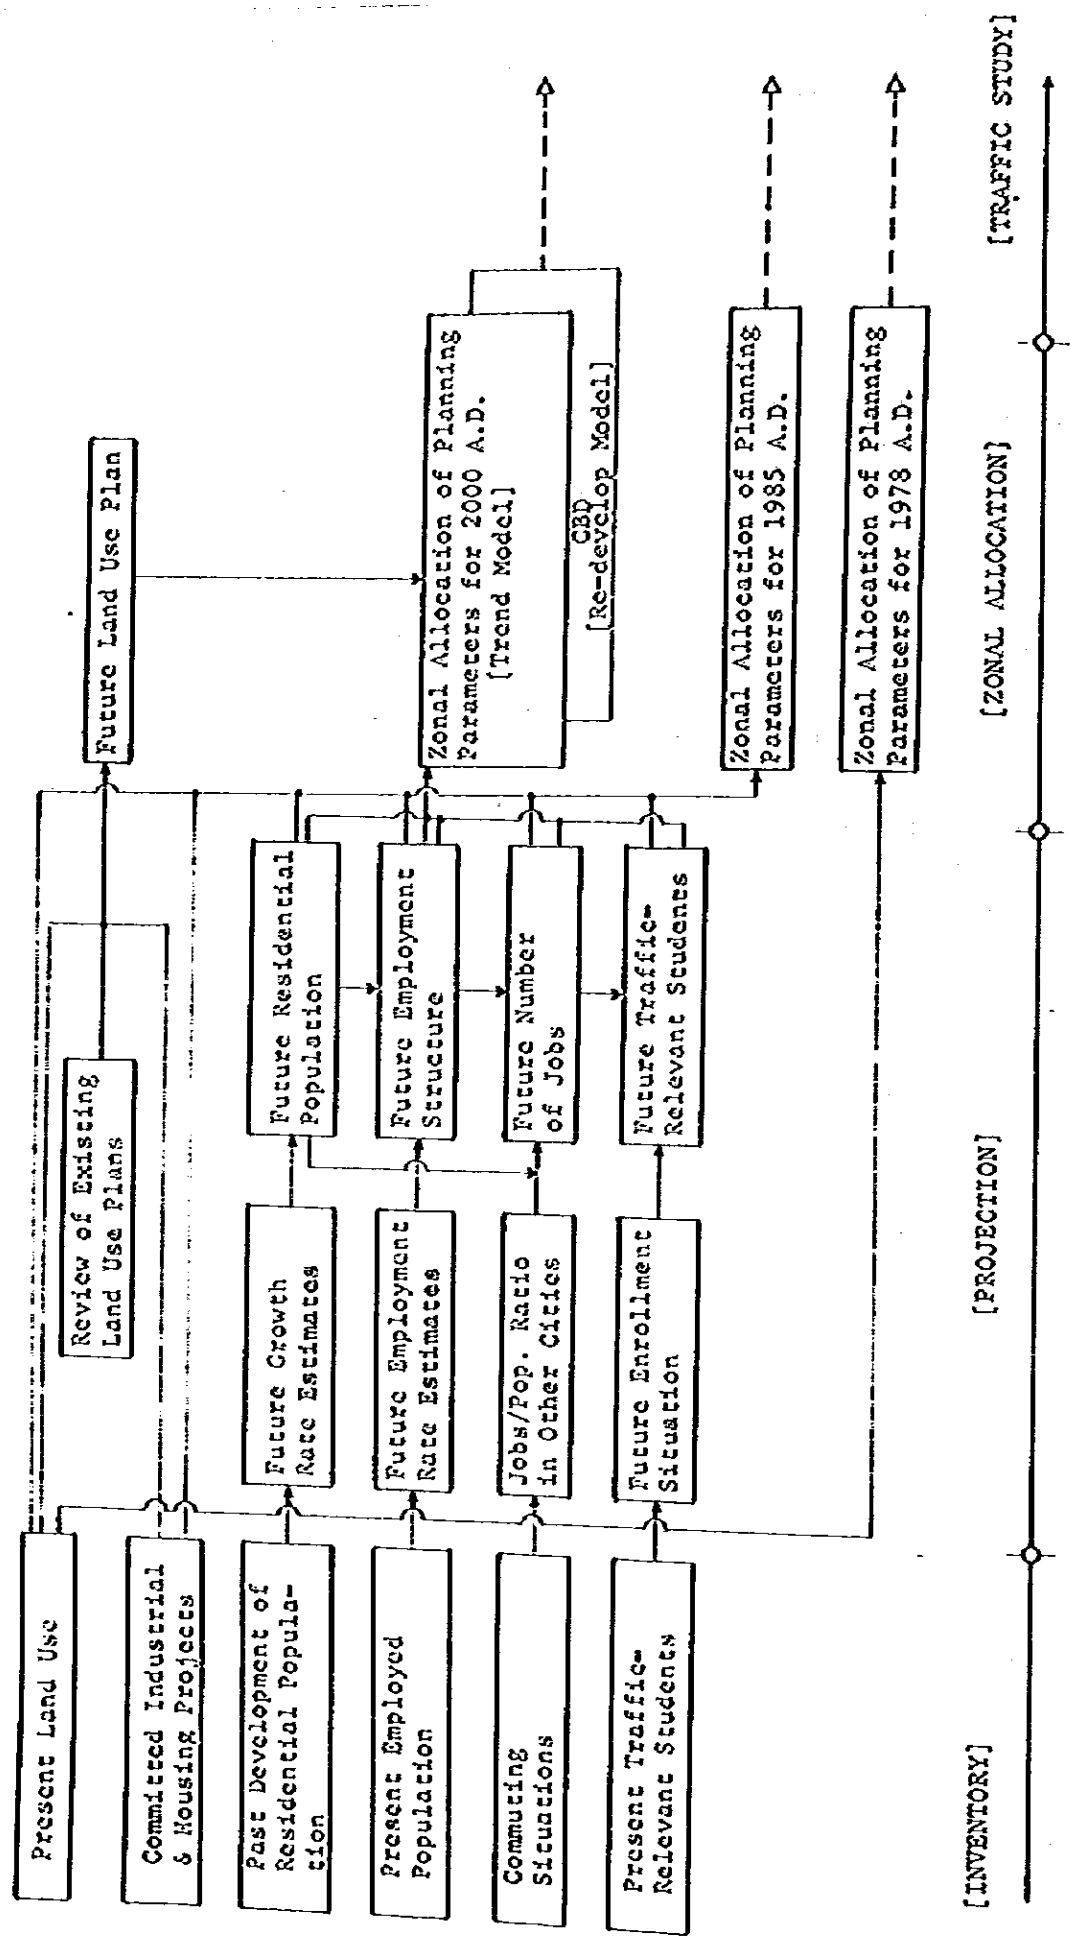 Present Land Use
Committed Industrial
& Housing Projects
Past Development of
Residential Popula-
tion
Present Employed
Population
Commuting
Situations
Present Traffic-
Relevant Students
Review of Existing
Land Use Plans
Future Growth
Rate Estimates
Future Employment
Rate Estimates
Jobs/Pop. Ratio
in Other Cities
Future Enrollment
Situation
Future Residential
Population
Future Employment
Structure
Future Number
of Jobs
Future Traffic-
Relevant Students
Future Land Use Plan
Zonal Allocation of Planning
Parameters for 2000 A.D.
[Trend Model]
CBD
[Re-develop Model]
Zonal Allocation of Planning
Parameters for 1985 A.D.
Zonal Allocation of Planning
Parameters for 1978 A.D.
[INVENTORY]
[PROJECTION]
[ZONAL ALLOCATION]
[TRAFFIC STUDY]